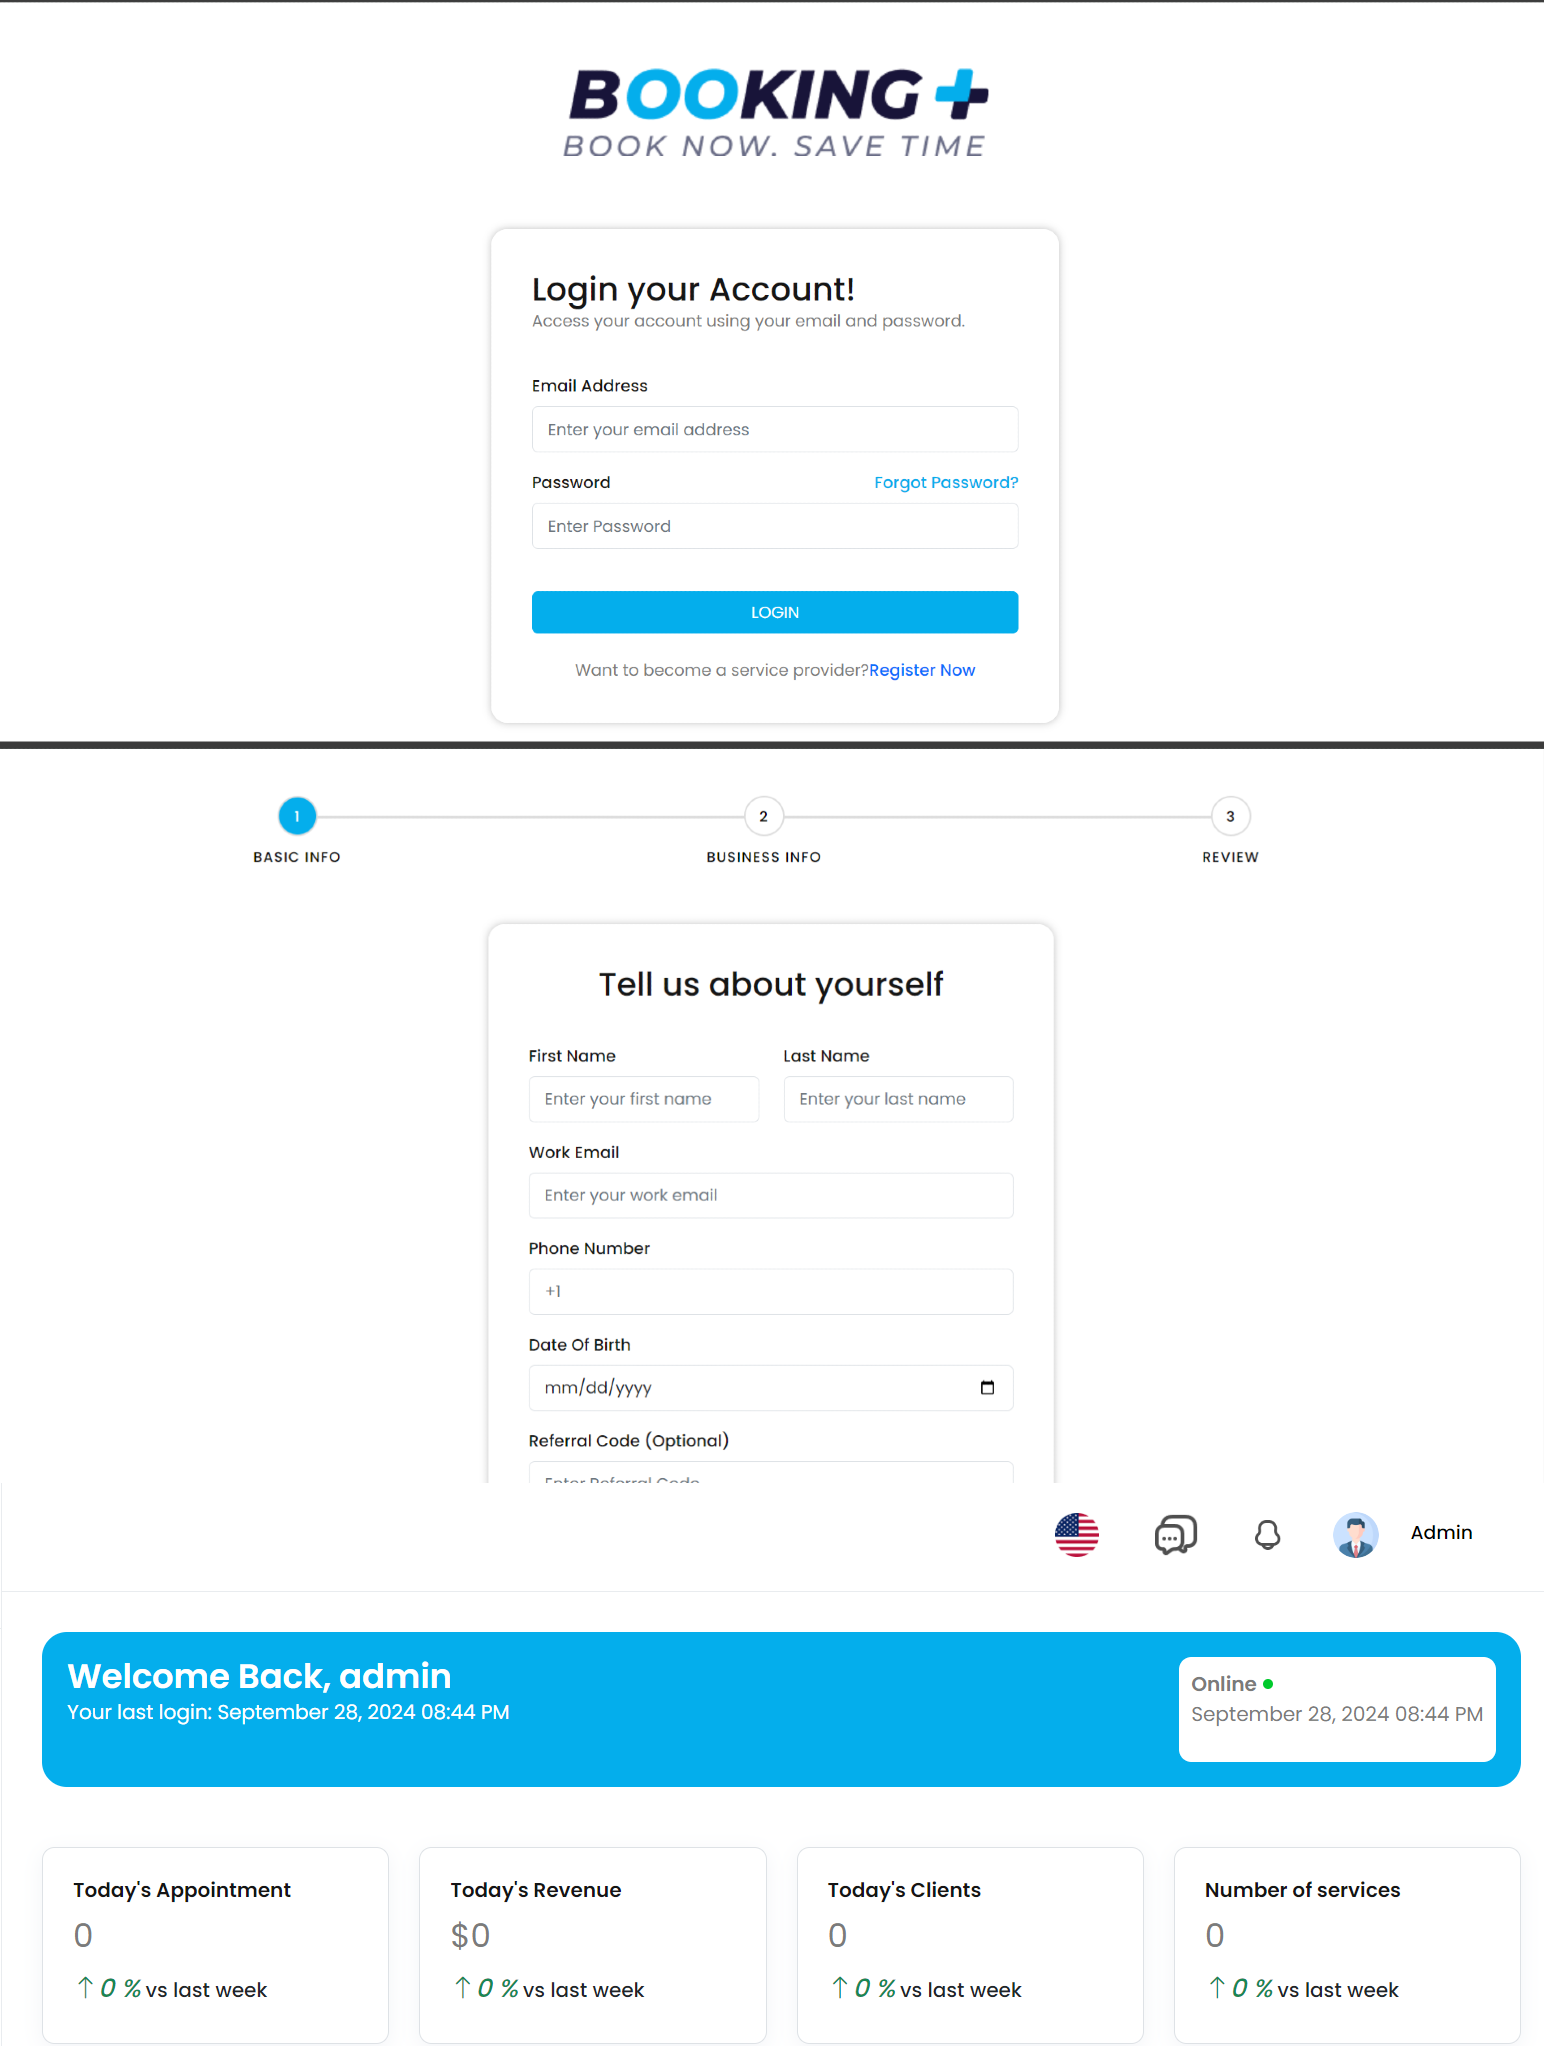 BOOKING+
BOOK NOW. SAVE TIME
Login your Account!
Access your account using your email and password.
Email Address
Enter your email address
Password Forgot Password?
Enter Password
LOGIN
Want to become a service provider?Register Now
1 2 3
BASIC INFO BUSINESS INFO REVIEW
Tell us about yourself
First Name Last Name
Enter your first name Enter your last name
Work Email
Enter your work email
Phone Number
+1
Date Of Birth
mm/dd/yyyy
Referral Code (Optional)
Enter Referral Code
Admin
Welcome Back, admin
Your last login: September 28, 2024 08:44 PM
Online
September 28, 2024 08:44 PM
Today's Appointment
0
↑ 0 % vs last week
Today's Revenue
$0
↑ 0 % vs last week
Today's Clients
0
↑ 0 % vs last week
Number of services
0
↑ 0 % vs last week